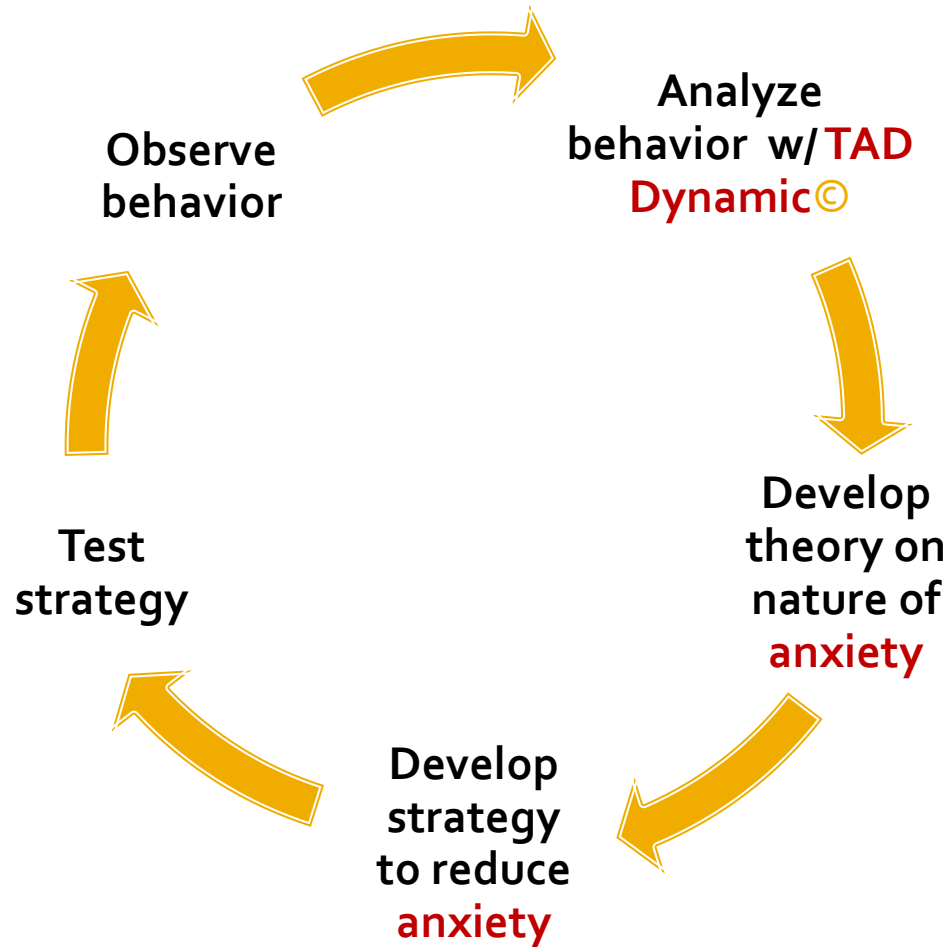 Observe
behavior
Analyze
behavior w/ TAD
Dynamic©
Develop
theory on
nature of
anxiety
Develop
strategy
to reduce
anxiety
Test
strategy